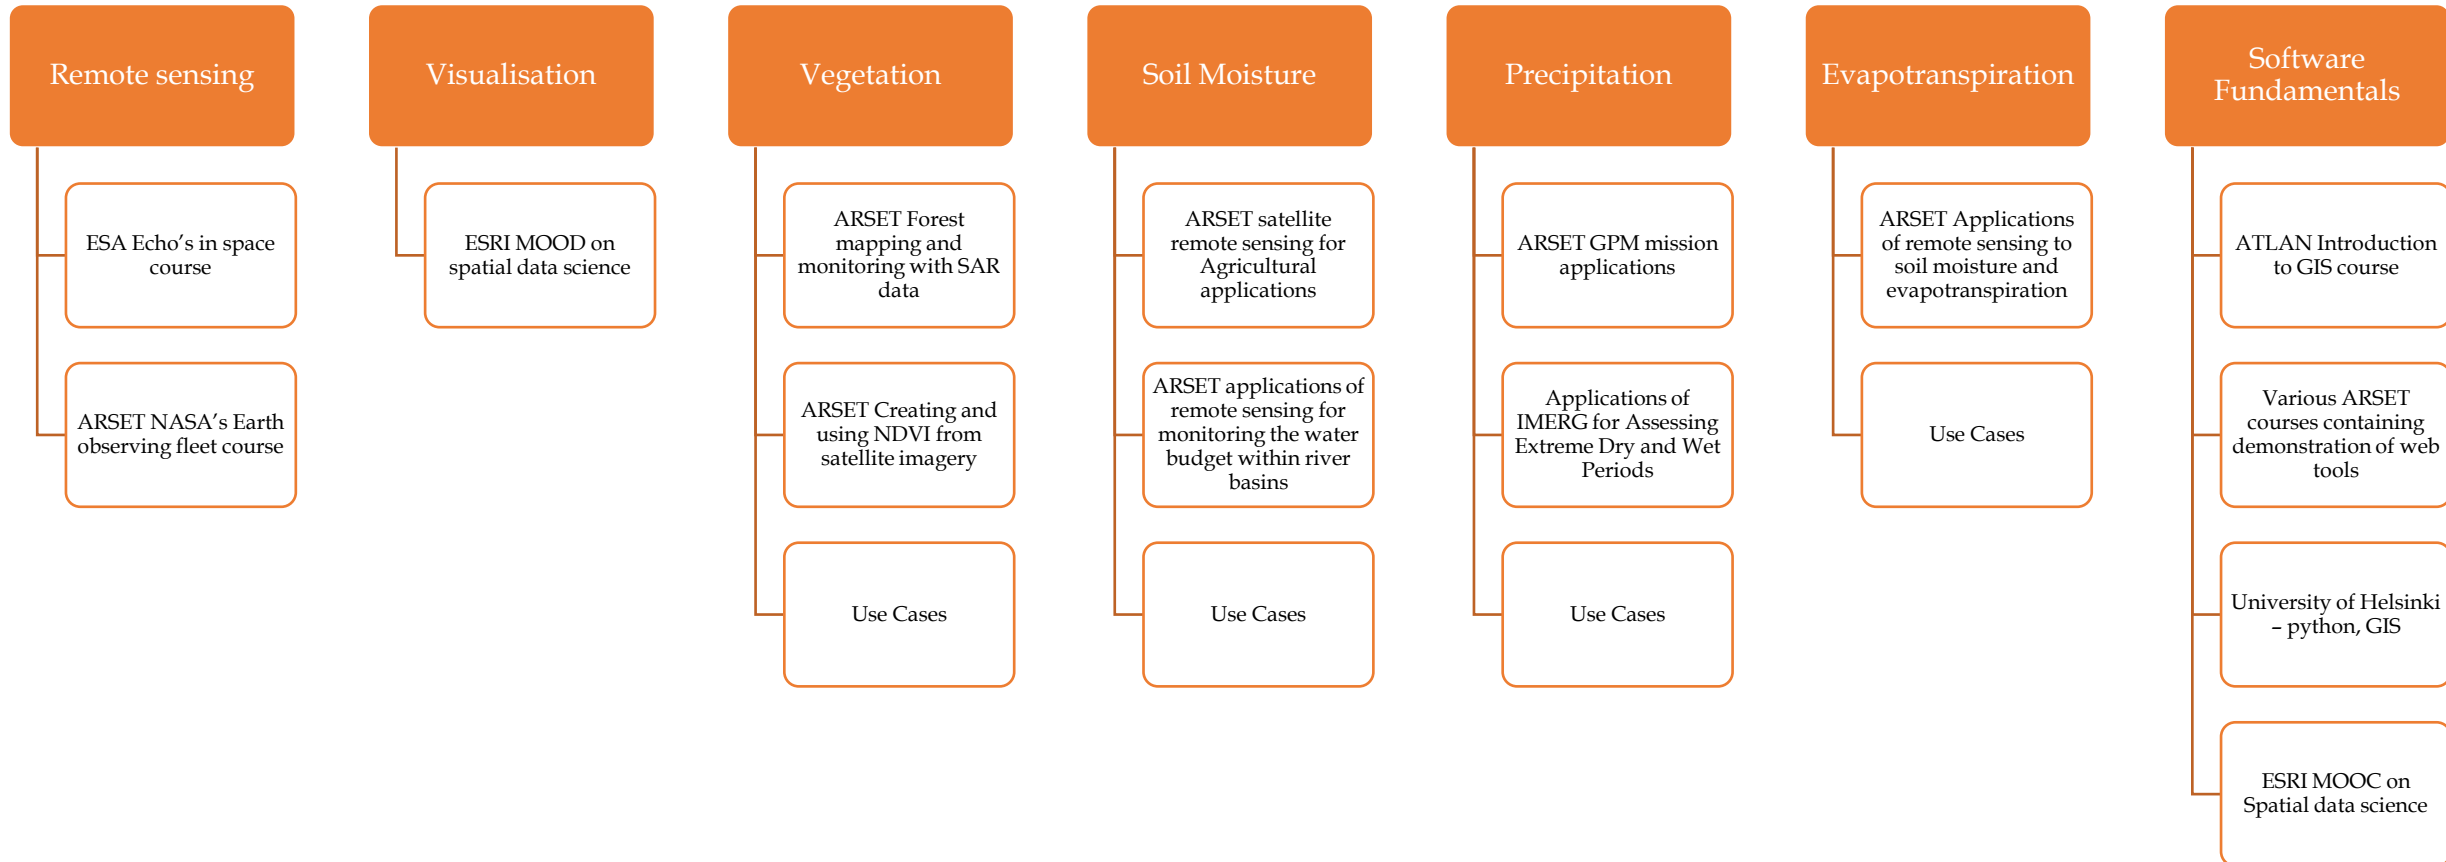 Remote sensing
ESA Echo's in space
course
ARSET NASA's Earth
observing fleet course
Visualisation
ESRI MOOD on
spatial data science
Vegetation
ARSET Forest
mapping and
monitoring with SAR
data
ARSET Creating and
using NDVI from
satellite imagery
Use Cases
Soil Moisture
ARSET satellite
remote sensing for
Agricultural
applications
ARSET applications of
remote sensing for
monitoring the water
budget within river
basins
Use Cases
Precipitation
ARSET GPM mission
applications
Applications of
IMERG for Assessing
Extreme Dry and Wet
Periods
Use Cases
Evapotranspiration
ARSET Applications
of remote sensing to
soil moisture and
evapotranspiration
Use Cases
Software
Fundamentals
ATLAN Introduction
to GIS course
Various ARSET
courses containing
demonstration of web
tools
University of Helsinki
– python, GIS
ESRI MOOC on
Spatial data science